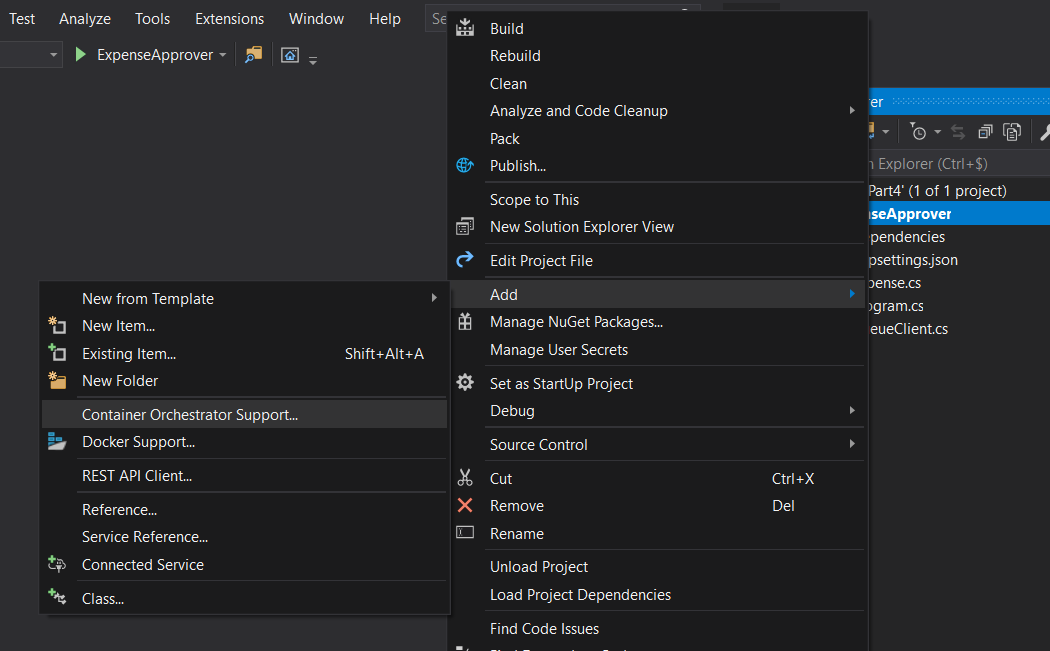 Test Analyze Tools Extensions Window Help Se
ExpenseApprover
Build
Rebuild
Clean
Analyze and Code Cleanup
Pack
Publish...
Scope to This
New Solution Explorer View
Edit Project File
Add
Manage NuGet Packages...
Manage User Secrets
Set as StartUp Project
Debug
Source Control
Cut Ctrl+X
Remove Del
Rename
Unload Project
Load Project Dependencies
Find Code Issues
New from Template
New Item...
Existing Item... Shift+Alt+A
New Folder
Container Orchestrator Support...
Docker Support...
REST API Client...
Reference...
Service Reference...
Connected Service
Class...
er
n Explorer (Ctrl+$)
Part4' (1 of 1 project)
seApprover
pendencies
psettings.json
pense.cs
ogram.cs
eueClient.cs